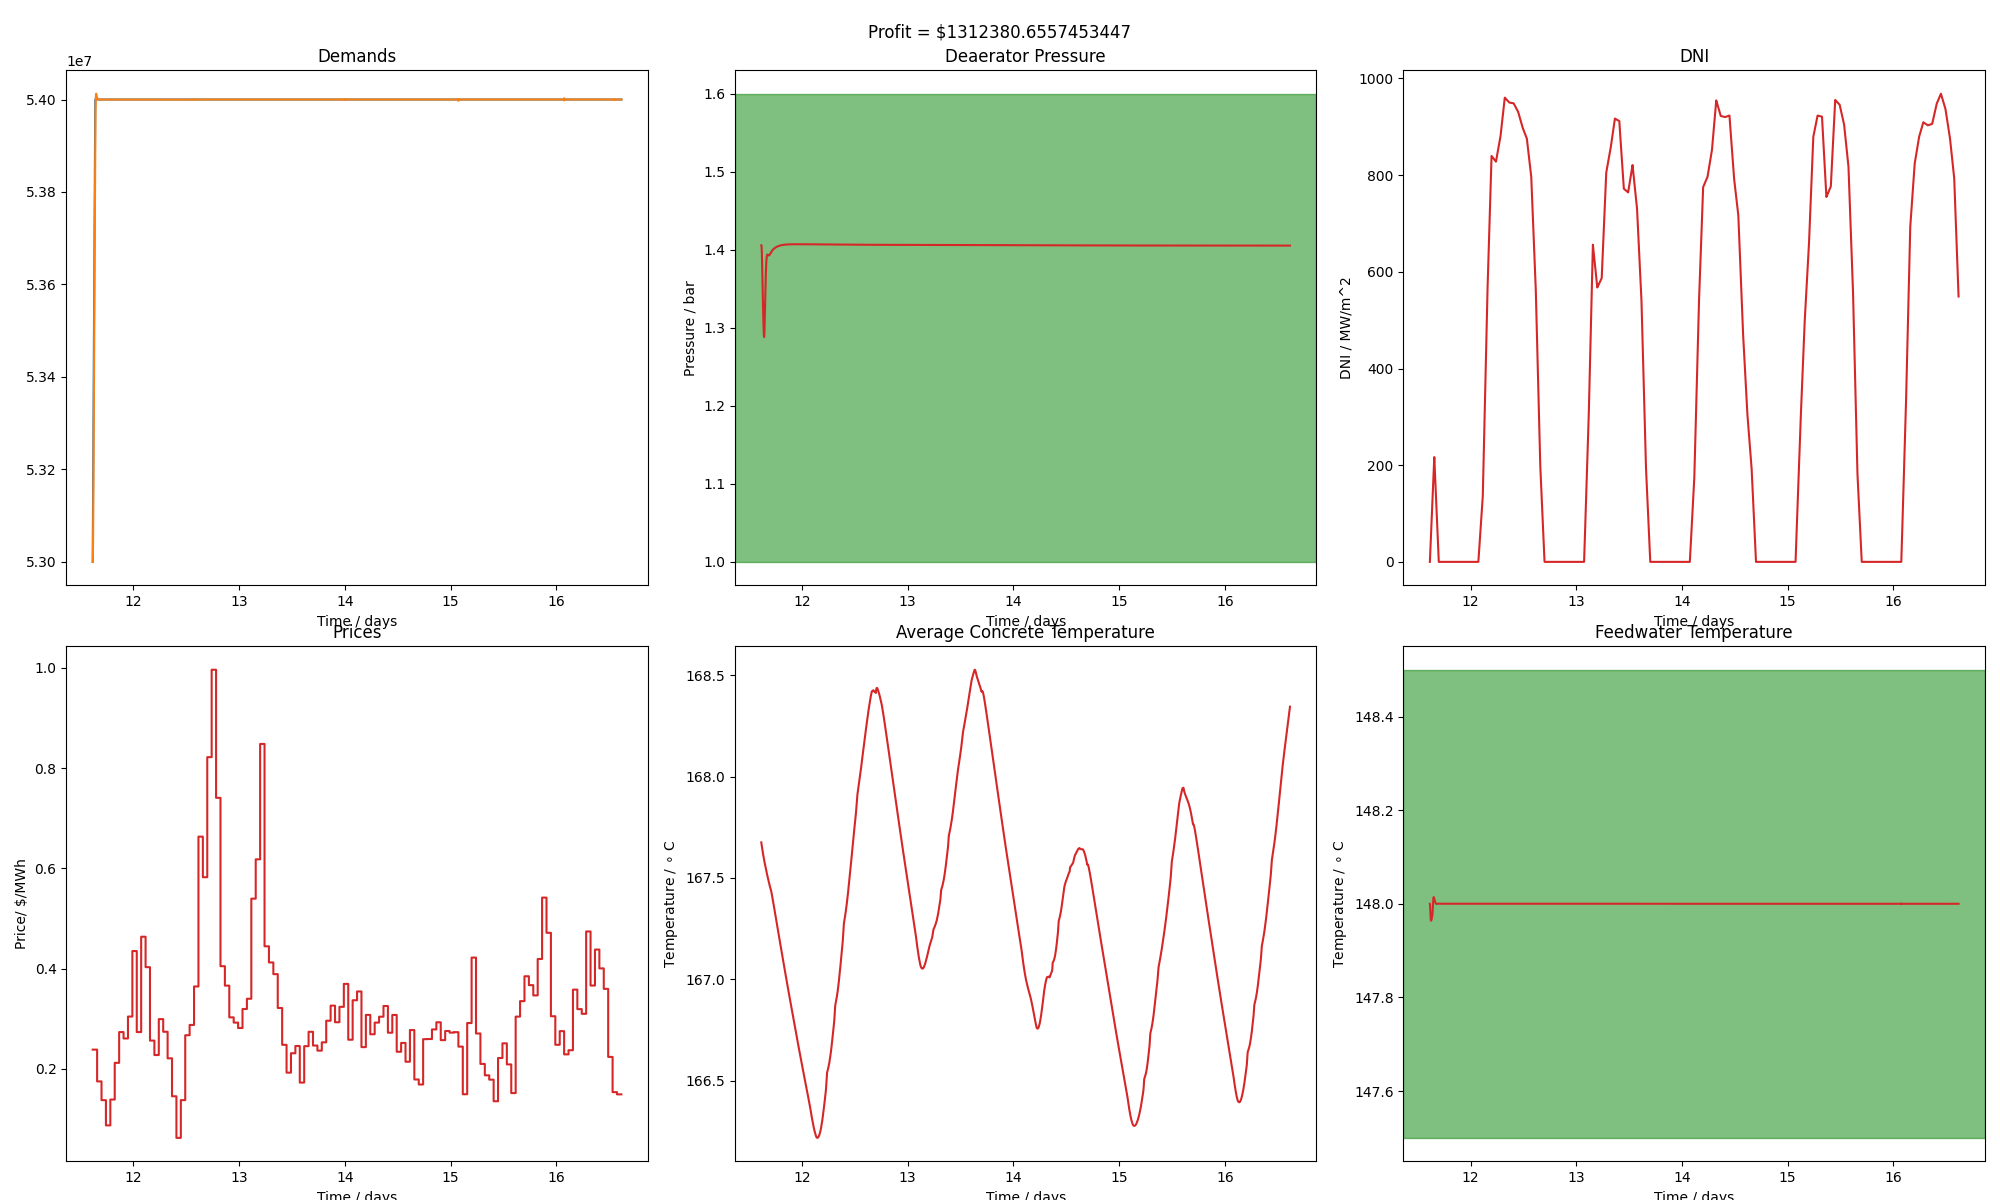 Profit = $1312380.6557453447
Demands
1e7
5.40
5.38
5.36
5.34
5.32
5.30
12 13 14 15 16
Time / days
Deaerator Pressure
Pressure / bar
1.6
1.5
1.4
1.3
1.2
1.1
1.0
12 13 14 15 16
Time / days
DNI
DNI / MW/m^2
1000
800
600
400
200
0
12 13 14 15 16
Time / days
Prices
Price/ $/MWh
1.0
0.8
0.6
0.4
0.2
12 13 14 15 16
Time / days
Average Concrete Temperature
Temperature / ∘ C
168.5
168.0
167.5
167.0
166.5
12 13 14 15 16
Time / days
Feedwater Temperature
Temperature / ∘ C
148.4
148.2
148.0
147.8
147.6
12 13 14 15 16
Time / days